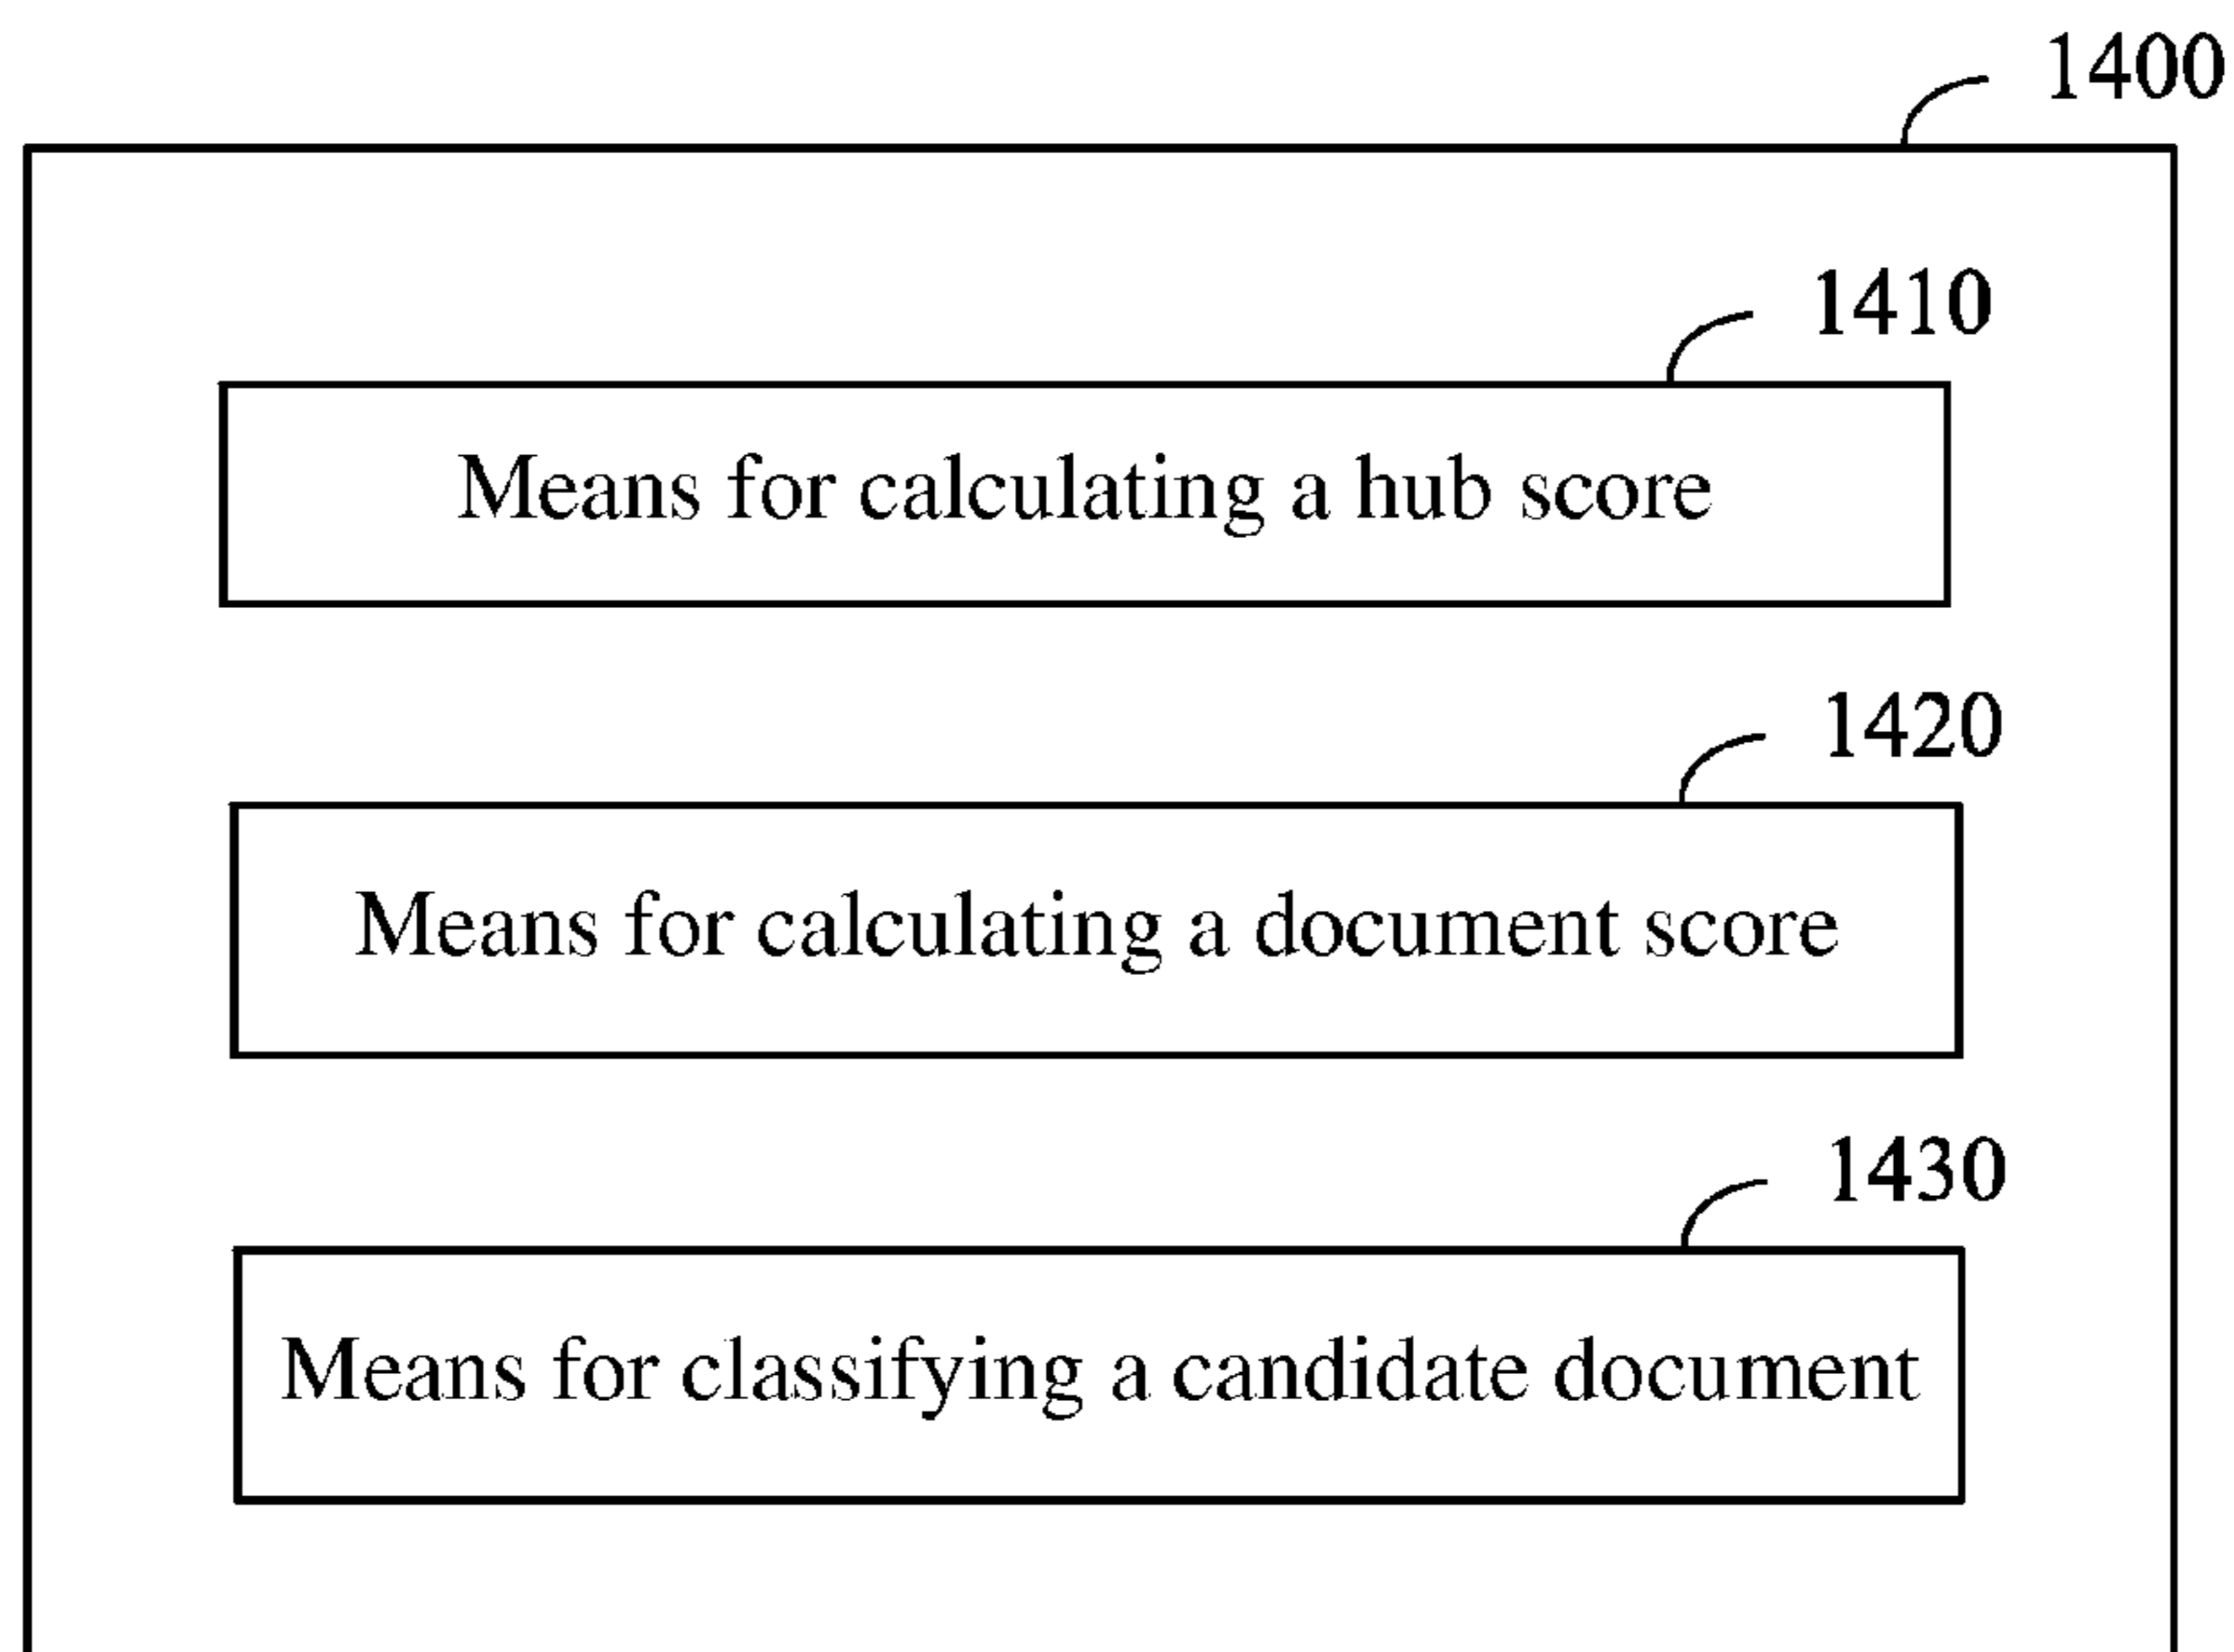 1400
1410
Means for calculating a hub score
1420
Means for calculating a document score
1430
Means for classifying a candidate document